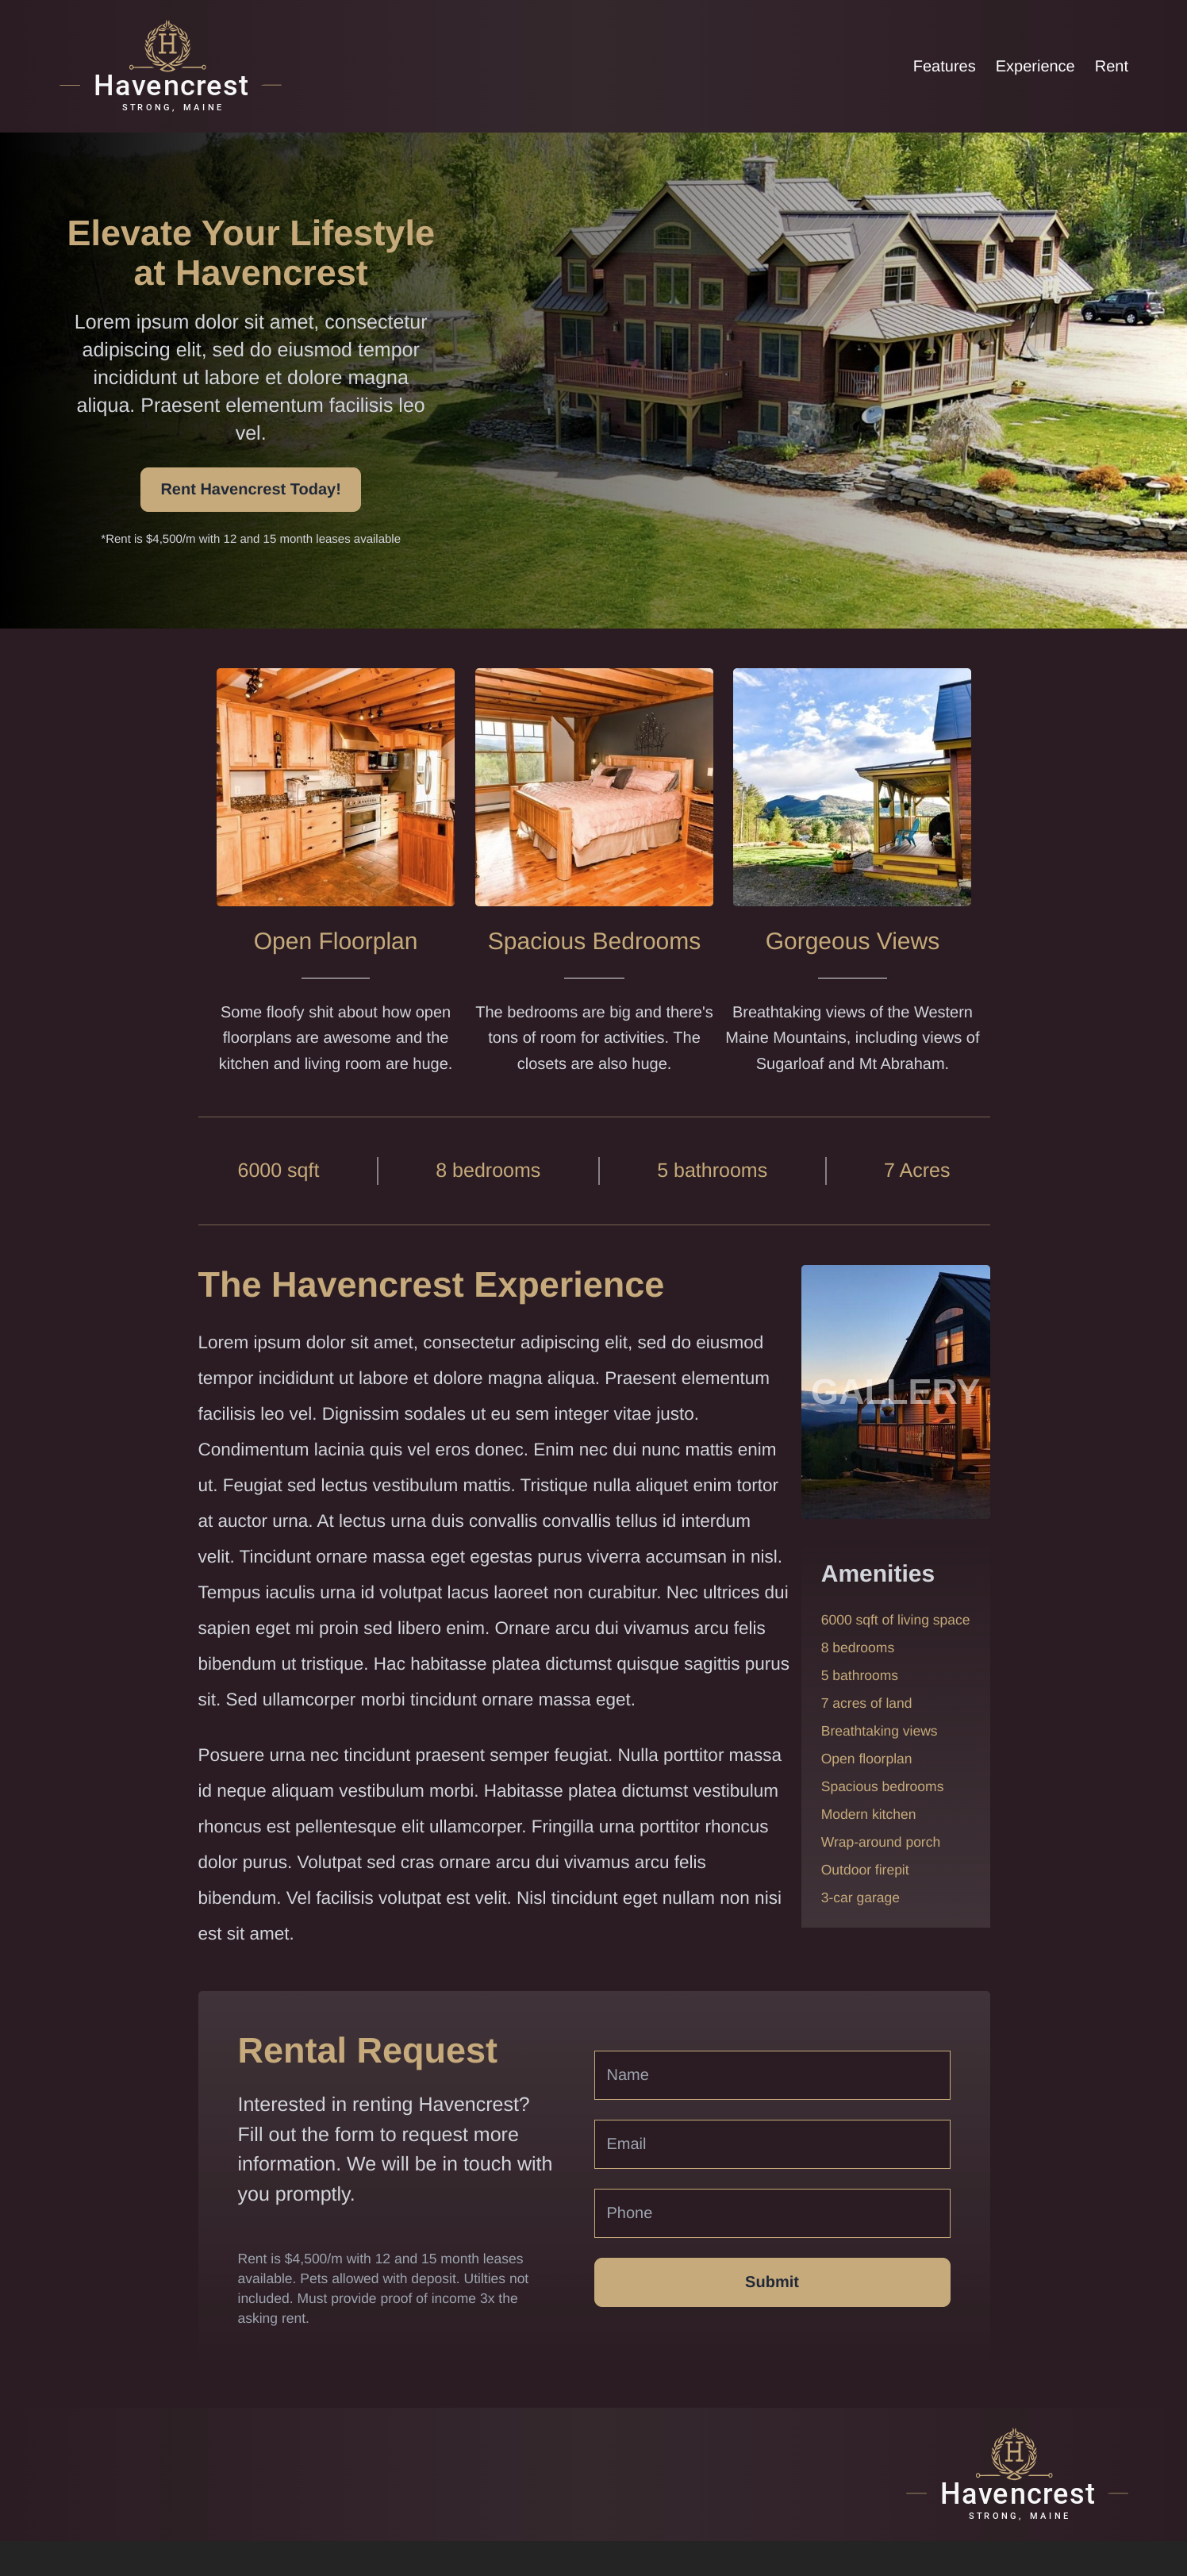 H
Havencrest
STRONG, MAINE
Features Experience Rent
Elevate Your Lifestyle
at Havencrest
Lorem ipsum dolor sit amet, consectetur
adipiscing elit, sed do eiusmod tempor
incididunt ut labore et dolore magna
aliqua. Praesent elementum facilisis leo
vel.
Rent Havencrest Today!
*Rent is $4,500/m with 12 and 15 month leases available
Open Floorplan
Some floofy shit about how open
floorplans are awesome and the
kitchen and living room are huge.
Spacious Bedrooms
The bedrooms are big and there's
tons of room for activities. The
closets are also huge.
Gorgeous Views
Breathtaking views of the Western
Maine Mountains, including views of
Sugarloaf and Mt Abraham.
6000 sqft
8 bedrooms
5 bathrooms
7 Acres
The Havencrest Experience
Lorem ipsum dolor sit amet, consectetur adipiscing elit, sed do eiusmod
tempor incididunt ut labore et dolore magna aliqua. Praesent elementum
facilisis leo vel. Dignissim sodales ut eu sem integer vitae justo.
Condimentum lacinia quis vel eros donec. Enim nec dui nunc mattis enim
ut. Feugiat sed lectus vestibulum mattis. Tristique nulla aliquet enim tortor
at auctor urna. At lectus urna duis convallis convallis tellus id interdum
velit. Tincidunt ornare massa eget egestas purus viverra accumsan in nisl.
Tempus iaculis urna id volutpat lacus laoreet non curabitur. Nec ultrices dui
sapien eget mi proin sed libero enim. Ornare arcu dui vivamus arcu felis
bibendum ut tristique. Hac habitasse platea dictumst quisque sagittis purus
sit. Sed ullamcorper morbi tincidunt ornare massa eget.
Posuere urna nec tincidunt praesent semper feugiat. Nulla porttitor massa
id neque aliquam vestibulum morbi. Habitasse platea dictumst vestibulum
rhoncus est pellentesque elit ullamcorper. Fringilla urna porttitor rhoncus
dolor purus. Volutpat sed cras ornare arcu dui vivamus arcu felis
bibendum. Vel facilisis volutpat est velit. Nisl tincidunt eget nullam non nisi
est sit amet.
GALLERY
Amenities
6000 sqft of living space
8 bedrooms
5 bathrooms
7 acres of land
Breathtaking views
Open floorplan
Spacious bedrooms
Modern kitchen
Wrap-around porch
Outdoor firepit
3-car garage
Rental Request
Interested in renting Havencrest?
Fill out the form to request more
information. We will be in touch with
you promptly.
Rent is $4,500/m with 12 and 15 month leases
available. Pets allowed with deposit. Utilties not
included. Must provide proof of income 3x the
asking rent.
Name
Email
Phone
Submit
H
Havencrest
STRONG, MAINE